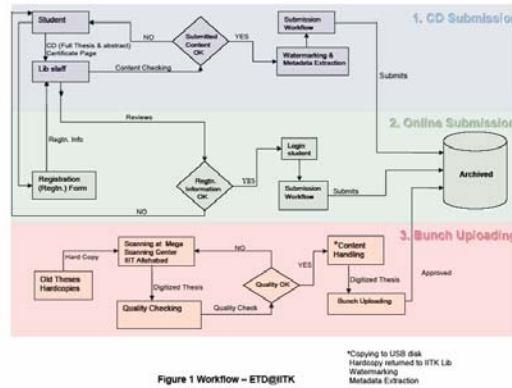 1. CD Submission
Student
Submission
Workflow
NO
Submitted
Content
OK
YES
CD (Full Thesis & abstract)
Certificate Page
Watermarking &
Metadata Extraction
Lib staff
Content Checking
Submits
Reviews
2. Online Submission
Regtn. Info
Login
student
Registration
(Regtn.) Form
Regtn.
Information
OK
YES
Submission
Workflow
Submits
Archived
NO
3. Bunch Uploading
Hard Copy
Scanning at Mega
Scanning Center
IIIT Allahabad
NO
*Content
Handling
YES
Approved
Old Theses
Hardcopies
Digitized Thesis
Quality OK
Digitized Thesis
Quality Checking
Quality Check
Bunch Uploading
Figure 1 Workflow – ETD@IITK
*Copying to USB disk
Hardcopy returned to IITK Lib
Watermarking
Metadata Extraction